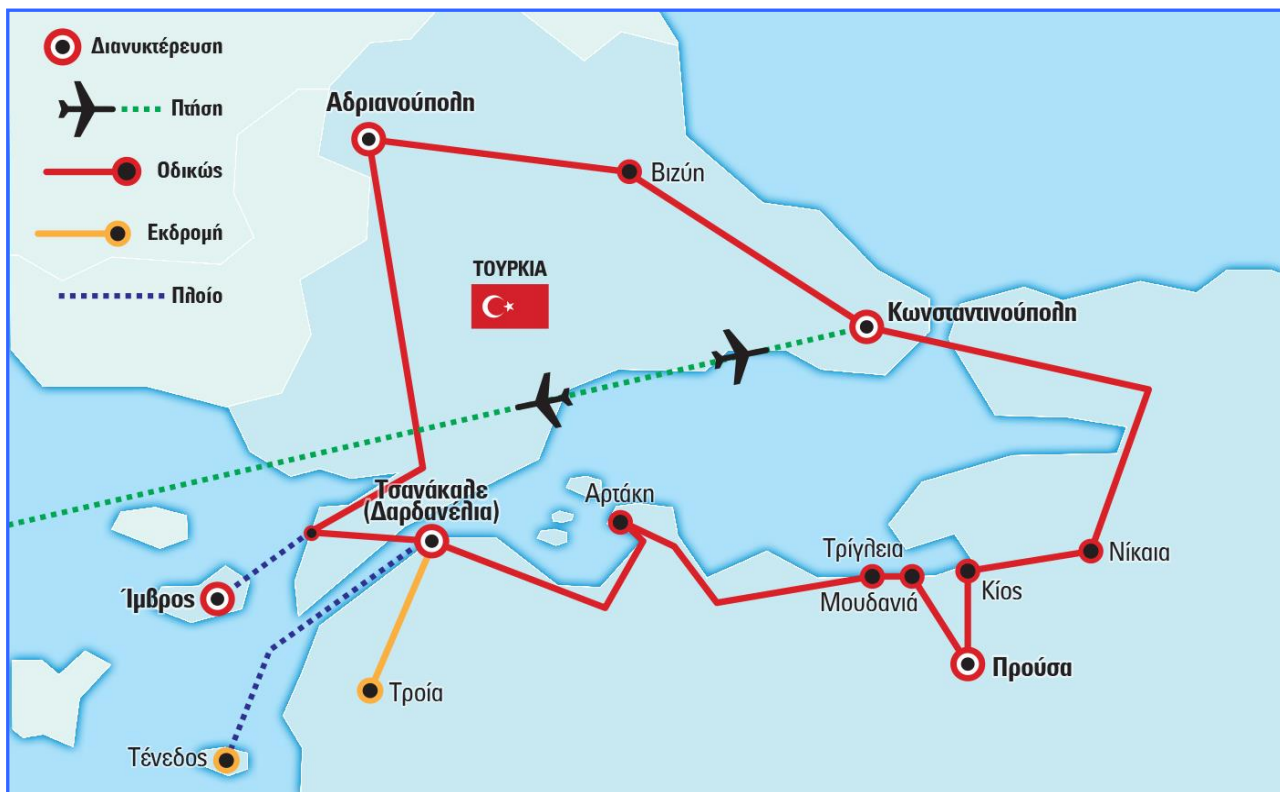 Διανυκτέρευση
Πτήση
Οδικώς
Εκδρομή
Πλοίο
Αδριανούπολη
Βιζύη
ΤΟΥΡΚΙΑ
Κωνσταντινούπολη
Τσανάκαλε
(Δαρδανέλια)
Αρτάκη
Τρίγλεια
Μουδανιά
Κίος
Νίκαια
Προύσα
Ίμβρος
Τροία
Τένεδος